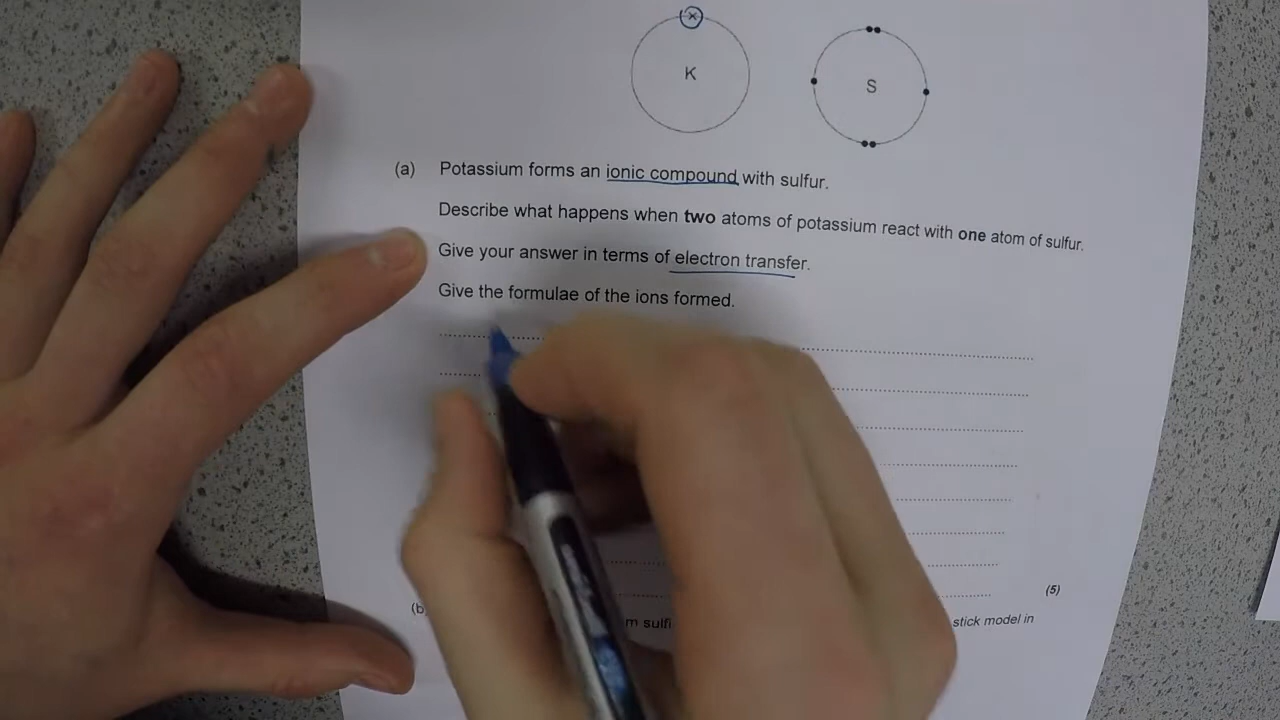 K
S
(a) Potassium forms an ionic compound with sulfur.
Describe what happens when two atoms of potassium react with one atom of sulfur.
Give your answer in terms of electron transfer.
Give the formulae of the ions formed.
(5)
(b m sulfi stick model in